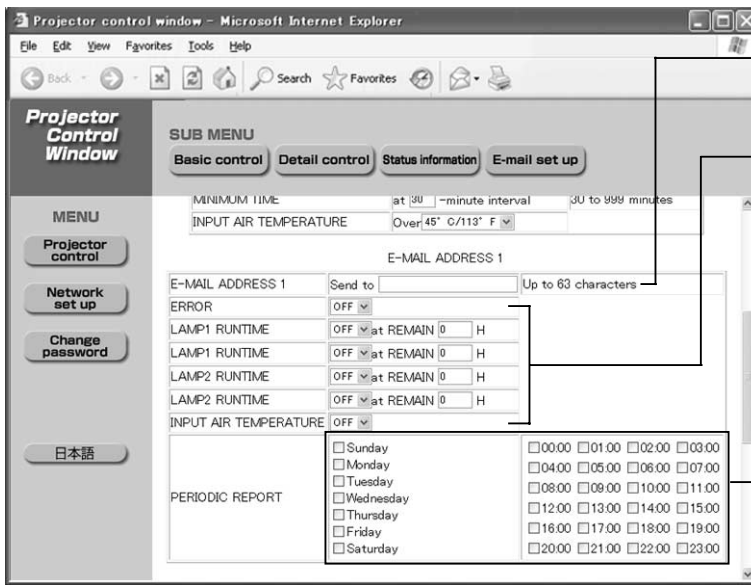 Projector control window - Microsoft Internet Explorer
File Edit View Favorites Tools Help
Back Search Favorites
Projector
Control
Window
SUB MENU
Basic control Detail control Status information E-mail set up
MENU
Projector
control
Network
set up
Change
password
日本語
MINIMUM TIME at 30 -minute interval 30 to 999 minutes
INPUT AIR TEMPERATURE Over 45° C/113° F
E-MAIL ADDRESS 1
E-MAIL ADDRESS 1 Send to Up to 63 characters
ERROR OFF
LAMP1 RUNTIME OFF at REMAIN 0 H
LAMP1 RUNTIME OFF at REMAIN 0 H
LAMP2 RUNTIME OFF at REMAIN 0 H
LAMP2 RUNTIME OFF at REMAIN 0 H
INPUT AIR TEMPERATURE OFF
PERIODIC REPORT
Sunday
Monday
Tuesday
Wednesday
Thursday
Friday
Saturday
00:00 01:00 02:00 03:00
04:00 05:00 06:00 07:00
08:00 09:00 10:00 11:00
12:00 13:00 14:00 15:00
16:00 17:00 18:00 19:00
20:00 21:00 22:00 23:00